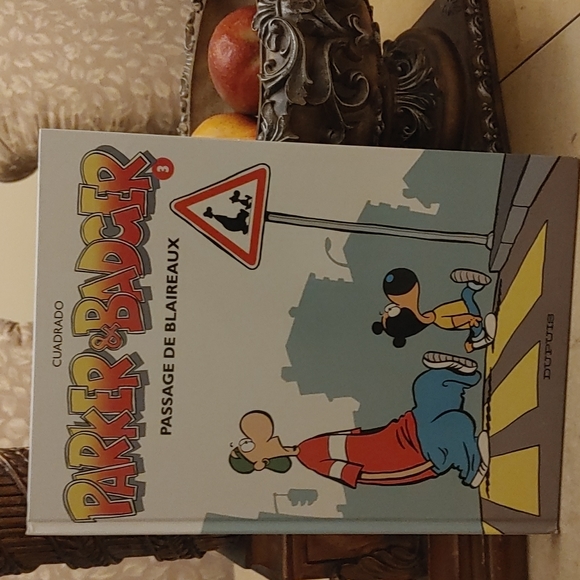 CUADRADO
PARKER & BADGER
3
PASSAGE DE BLAIREAUX
DUPUIS